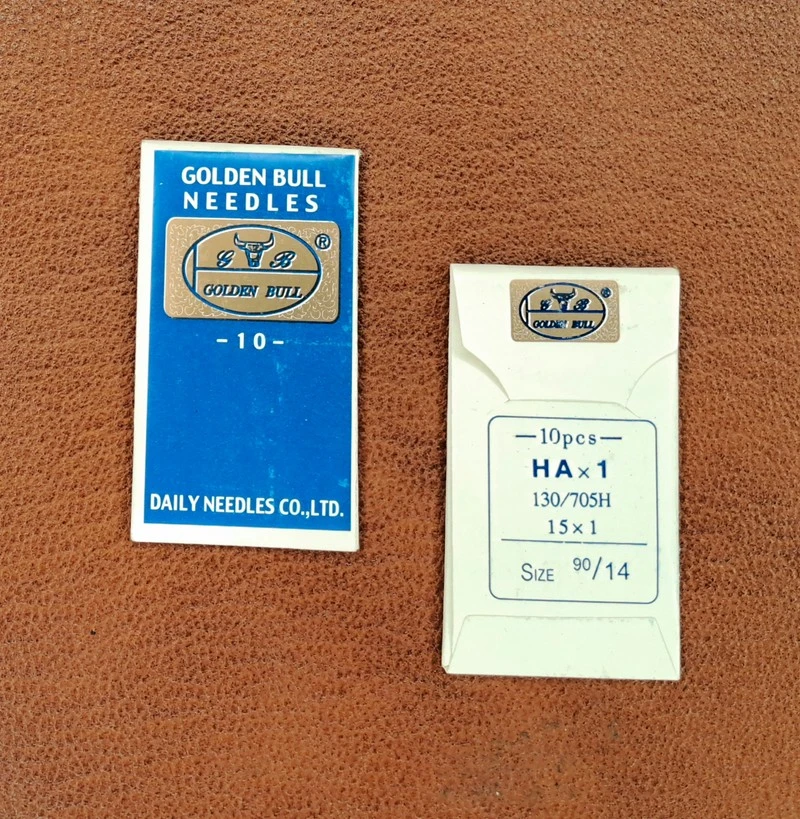 GOLDEN BULL
NEEDLES
G B ®
GOLDEN BULL
-10-
DAILY NEEDLES CO.,LTD.
G B ®
GOLDEN BULL
—10pcs—
HA×1
130/705H
15×1
SIZE 90/14